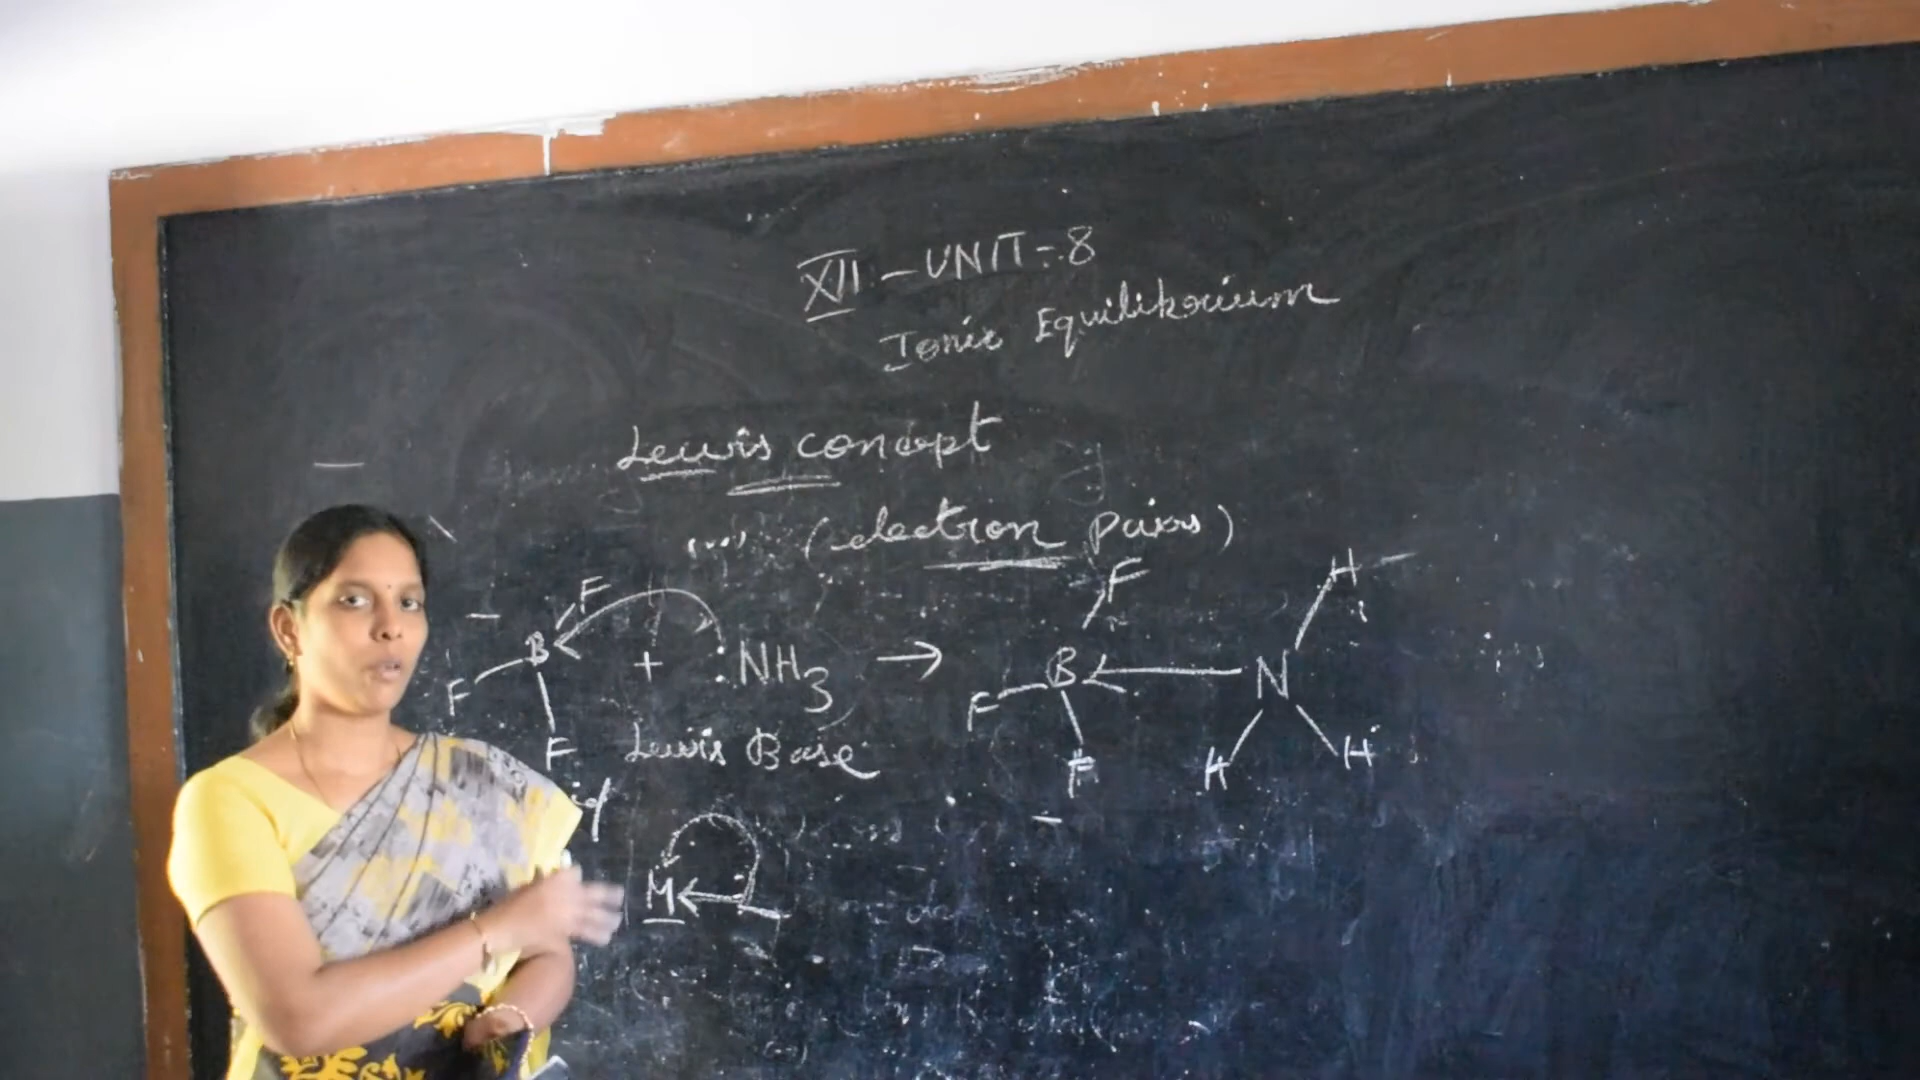 XII - UNIT - 8
Ionic Equilibrium
Lewis concept
(electron pairs)
F F H
B + :NH3 → B ← N
F F
F Lewis Base F H H
M ←